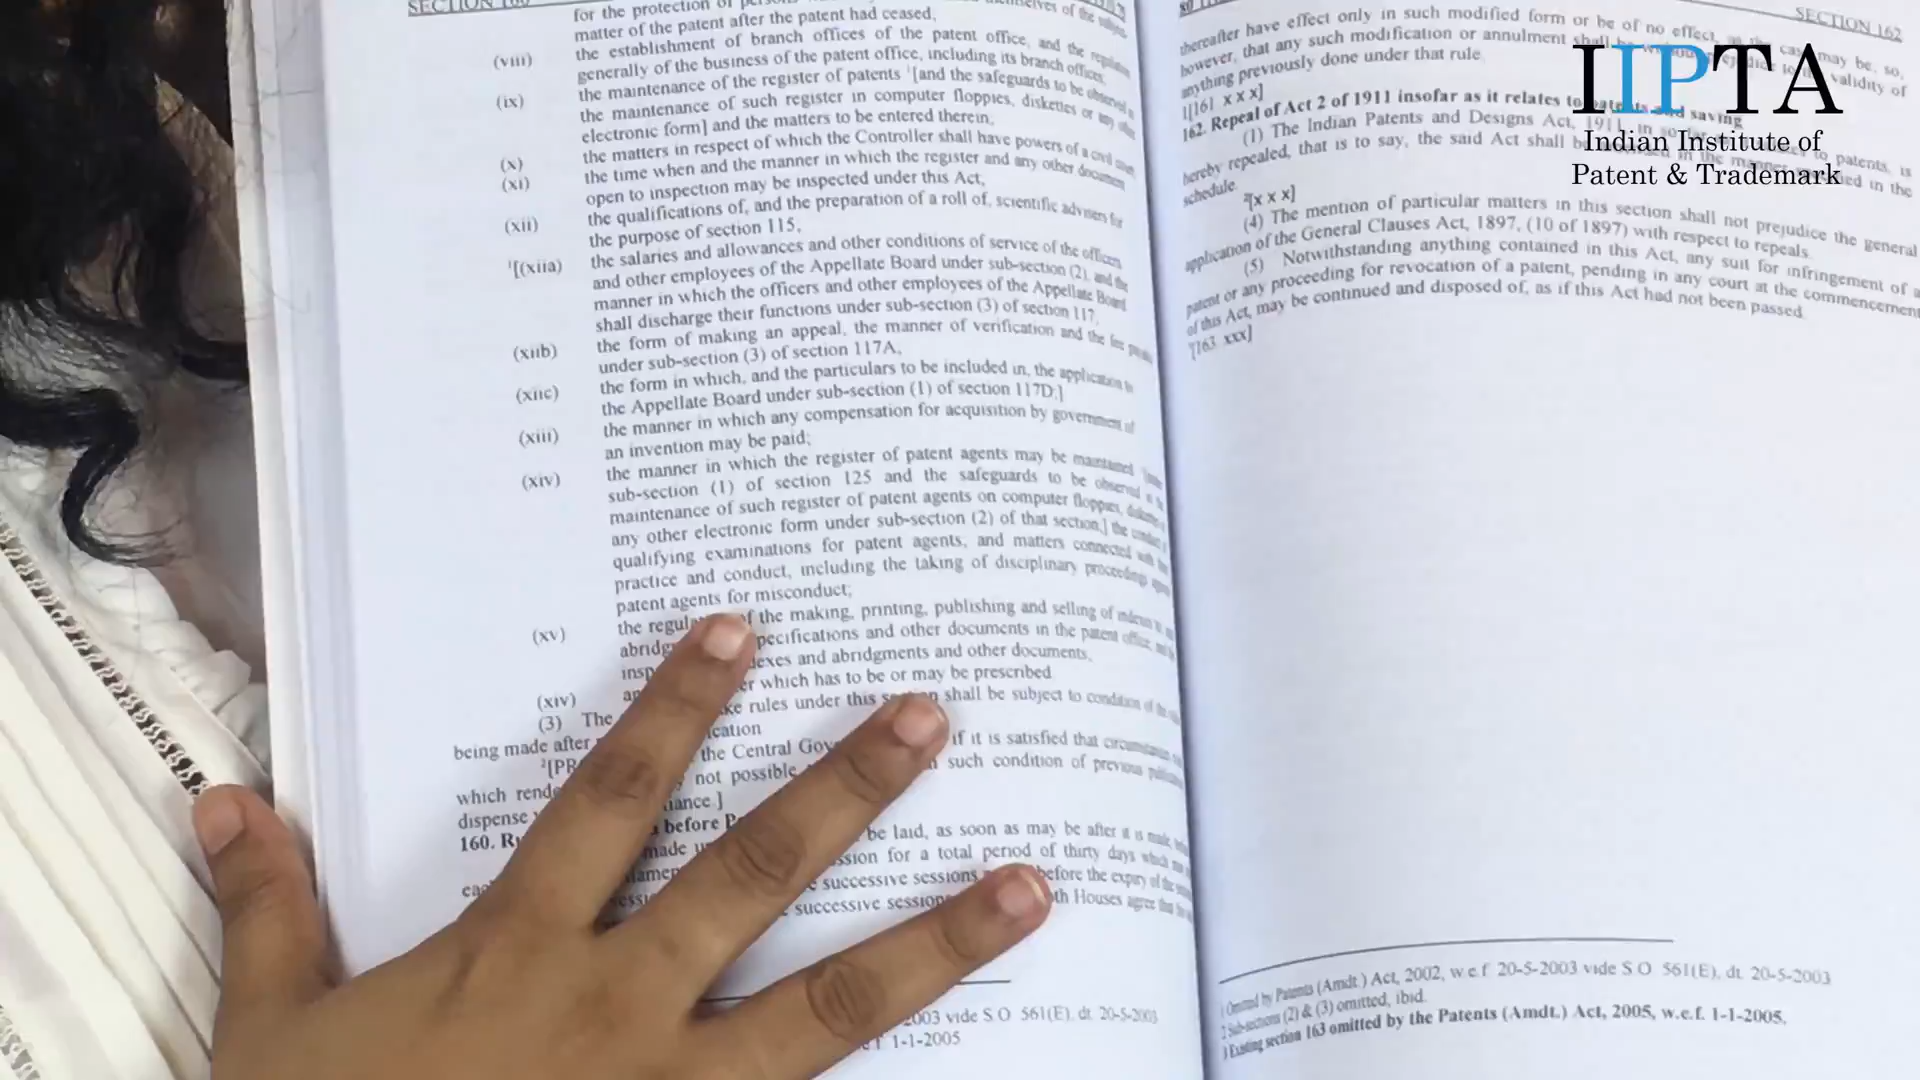 SECTION 160
for the protection of
matter of the patent after the patent had ceased,
(viii) the establishment of branch offices of the patent office, and the regulation
generally of the business of the patent office, including its branch offices,
(ix) the maintenance of the register of patents ¹[and the safeguards to be observed
the maintenance of such register in computer floppies, diskettes or any other
electronic form] and the matters to be entered therein,
(x) the matters in respect of which the Controller shall have powers of a civil court,
(xi) the time when and the manner in which the register and any other document
open to inspection may be inspected under this Act,
(xii) the qualifications of, and the preparation of a roll of, scientific advisers for
the purpose of section 115,
¹[(xiia) the salaries and allowances and other conditions of service of the officers
and other employees of the Appellate Board under sub-section (2), and the
manner in which the officers and other employees of the Appellate Board
shall discharge their functions under sub-section (3) of section 117,
(xiib) the form of making an appeal, the manner of verification and the fee
under sub-section (3) of section 117A,
(xiic) the form in which, and the particulars to be included in, the application to
the Appellate Board under sub-section (1) of section 117D;]
(xiii) the manner in which any compensation for acquisition by government of
an invention may be paid;
(xiv) the manner in which the register of patent agents may be maintained
sub-section (1) of section 125 and the safeguards to be observed
maintenance of such register of patent agents on computer floppies,
any other electronic form under sub-section (2) of that section,] the conduct
qualifying examinations for patent agents, and matters connected with
practice and conduct, including the taking of disciplinary proceedings
patent agents for misconduct;
(xv) the of the making, printing, publishing and selling of indexes
and other documents in the patent office,
and abridgments and other documents,
(xiv) which has to be or may be prescribed
(3) The rules under this shall be subject to condition of the
being made after
the Central if it is satisfied that
which not possible such condition of previous
dispense
160. before
made be laid, as soon as may be after it is made,
for a total period of thirty days which
successive sessions before the expiry of the
successive Houses agree that the
vide S.O. 561(E), dt. 20-5-2003
1-1-2005
SECTION 162
thereafter have effect only in such modified form or be of no effect, as the case may be, so,
however, that any such modification or annulment shall be validity of
anything previously done under that rule
¹[161 x x x]
162. Repeal of Act 2 of 1911 insofar as it relates to patents and saving
(1) The Indian Patents and Designs Act, 1911, in so to patents, is
hereby repealed, that is to say, the said Act shall be in the manner in the
schedule.
²[x x x]
(4) The mention of particular matters in this section shall not prejudice the general
application of the General Clauses Act, 1897, (10 of 1897) with respect to repeals.
(5) Notwithstanding anything contained in this Act, any suit for infringement of a
patent or any proceeding for revocation of a patent, pending in any court at the commencement
of this Act, may be continued and disposed of, as if this Act had not been passed.
³[163 xxx]
1 Omitted by Patents (Amdt.) Act, 2002, w.e.f 20-5-2003 vide S.O 561(E), dt. 20-5-2003
2 Sub-sections (2) & (3) omitted, ibid.
3 Existing section 163 omitted by the Patents (Amdt.) Act, 2005, w.e.f. 1-1-2005,
IIPTA
Indian Institute of
Patent & Trademark